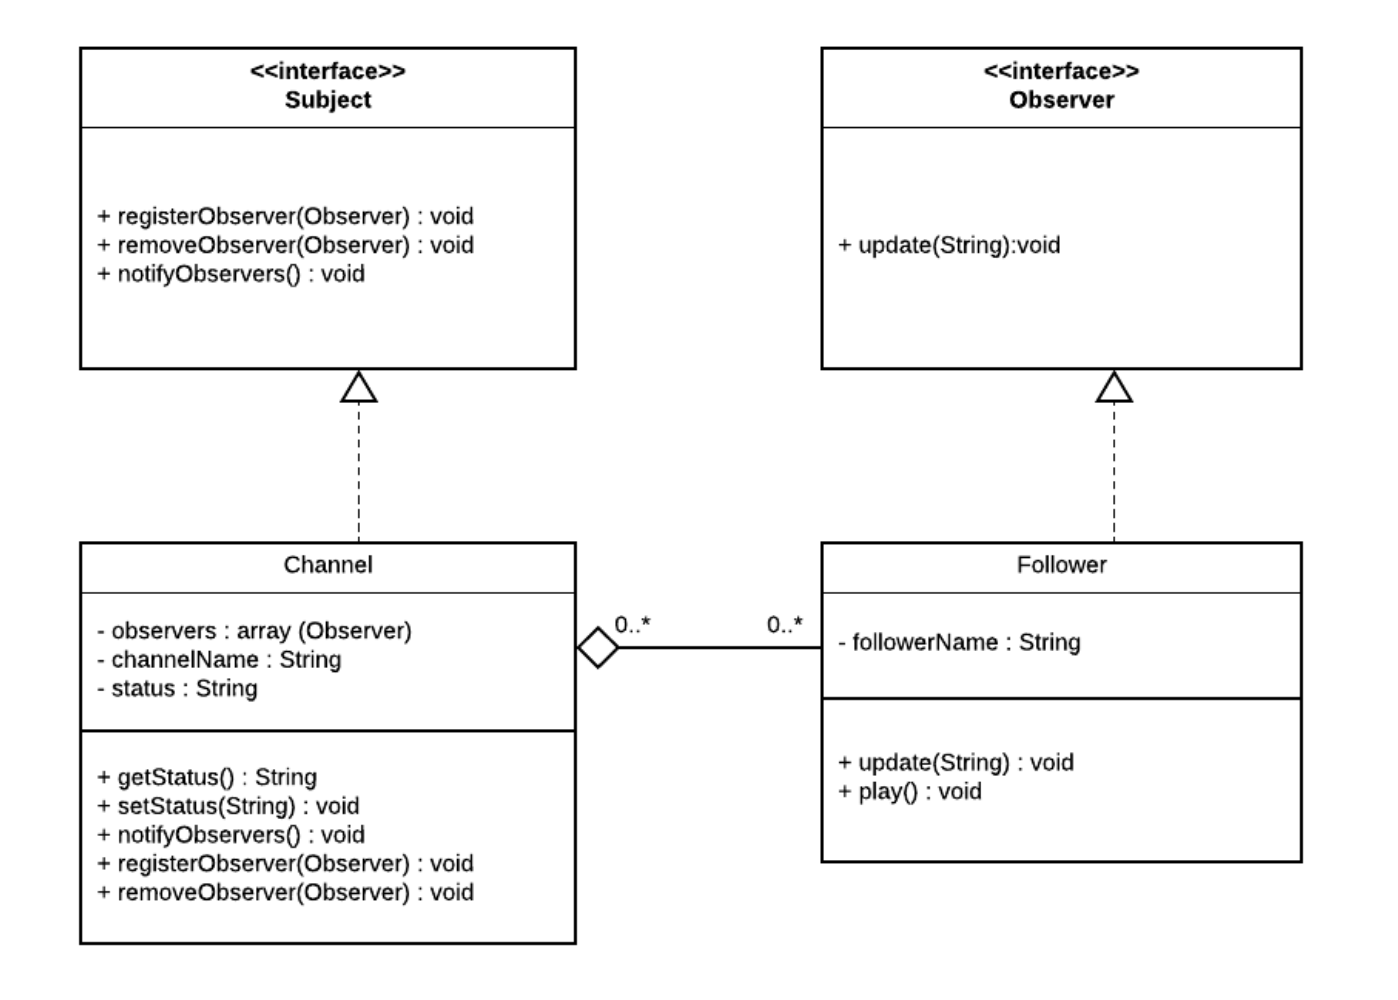 <<interface>>
Subject
+ registerObserver(Observer) : void
+ removeObserver(Observer) : void
+ notifyObservers() : void
<<interface>>
Observer
+ update(String):void
Channel
- observers : array (Observer)
- channelName : String
- status : String
+ getStatus() : String
+ setStatus(String) : void
+ notifyObservers() : void
+ registerObserver(Observer) : void
+ removeObserver(Observer) : void
0..*
0..*
Follower
- followerName : String
+ update(String) : void
+ play() : void